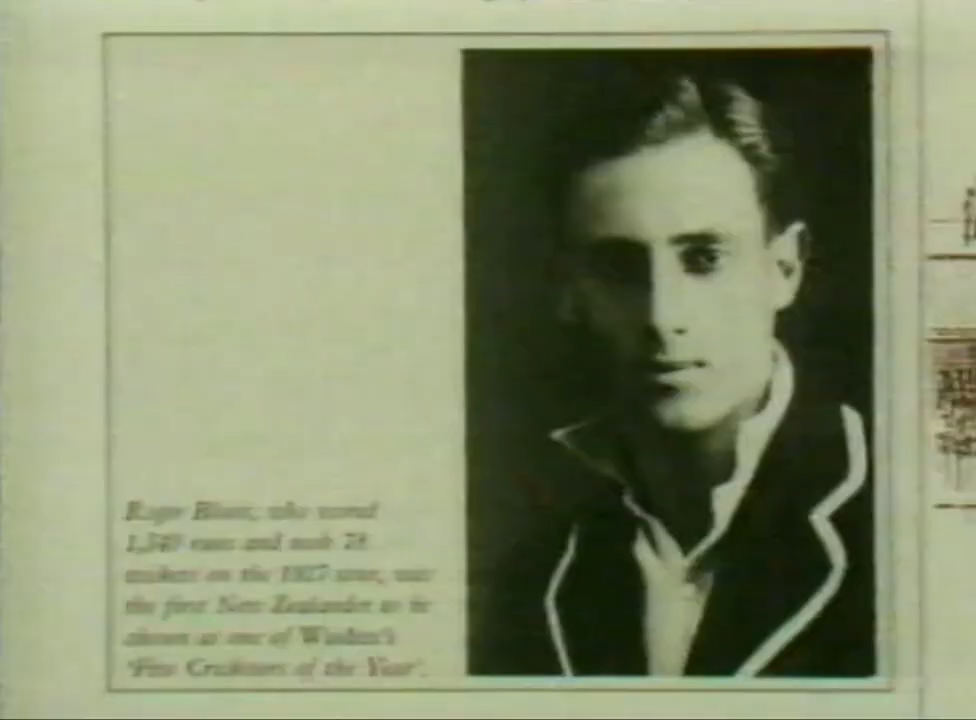 Roger Blunt, who scored
1,540 runs and took 78
wickets on the 1927 tour, was
the first New Zealander to be
chosen as one of Wisden's
'Five Cricketers of the Year'.